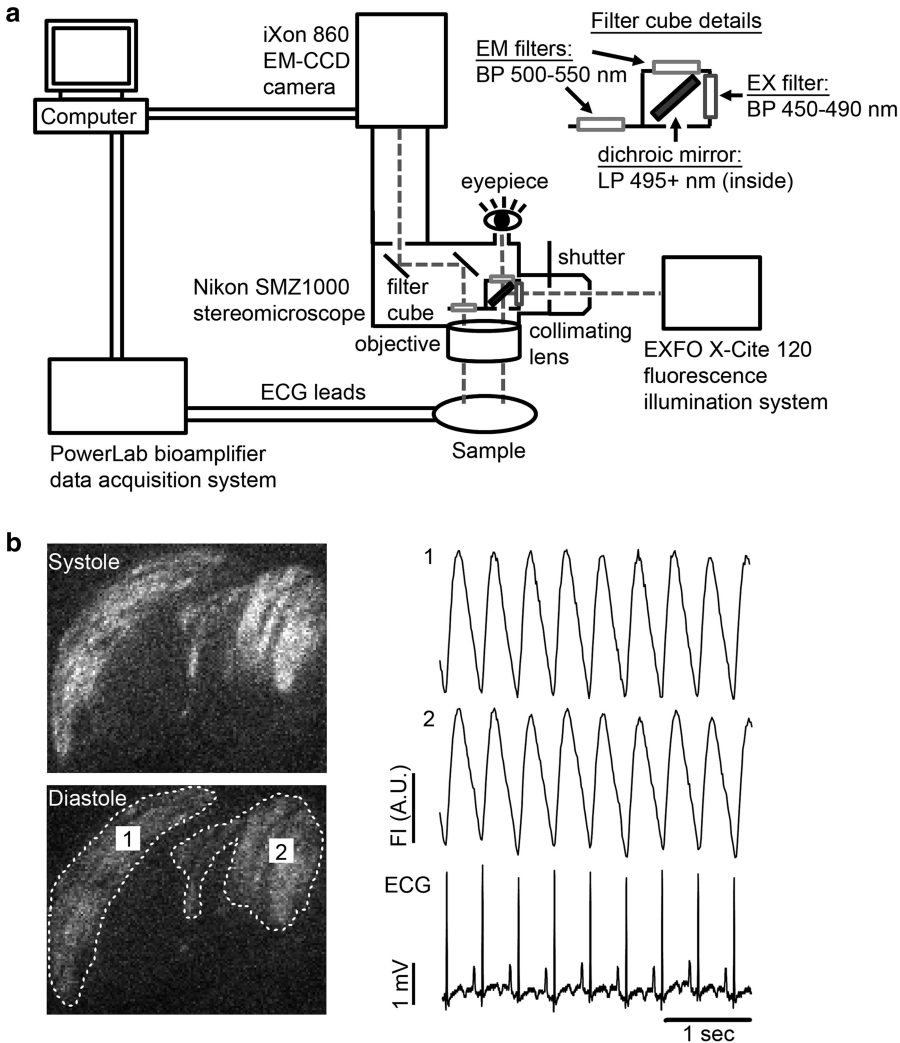 a
iXon 860
EM-CCD
camera
Computer
Filter cube details
EM filters:
BP 500-550 nm
EX filter:
BP 450-490 nm
dichroic mirror:
LP 495+ nm (inside)
eyepiece
shutter
Nikon SMZ1000
stereomicroscope
filter
cube
objective
collimating
lens
EXFO X-Cite 120
fluorescence
illumination system
ECG leads
Sample
PowerLab bioamplifier
data acquisition system
b
Systole
Diastole
1
2
1
2
FI (A.U.)
ECG
1 mV
1 sec